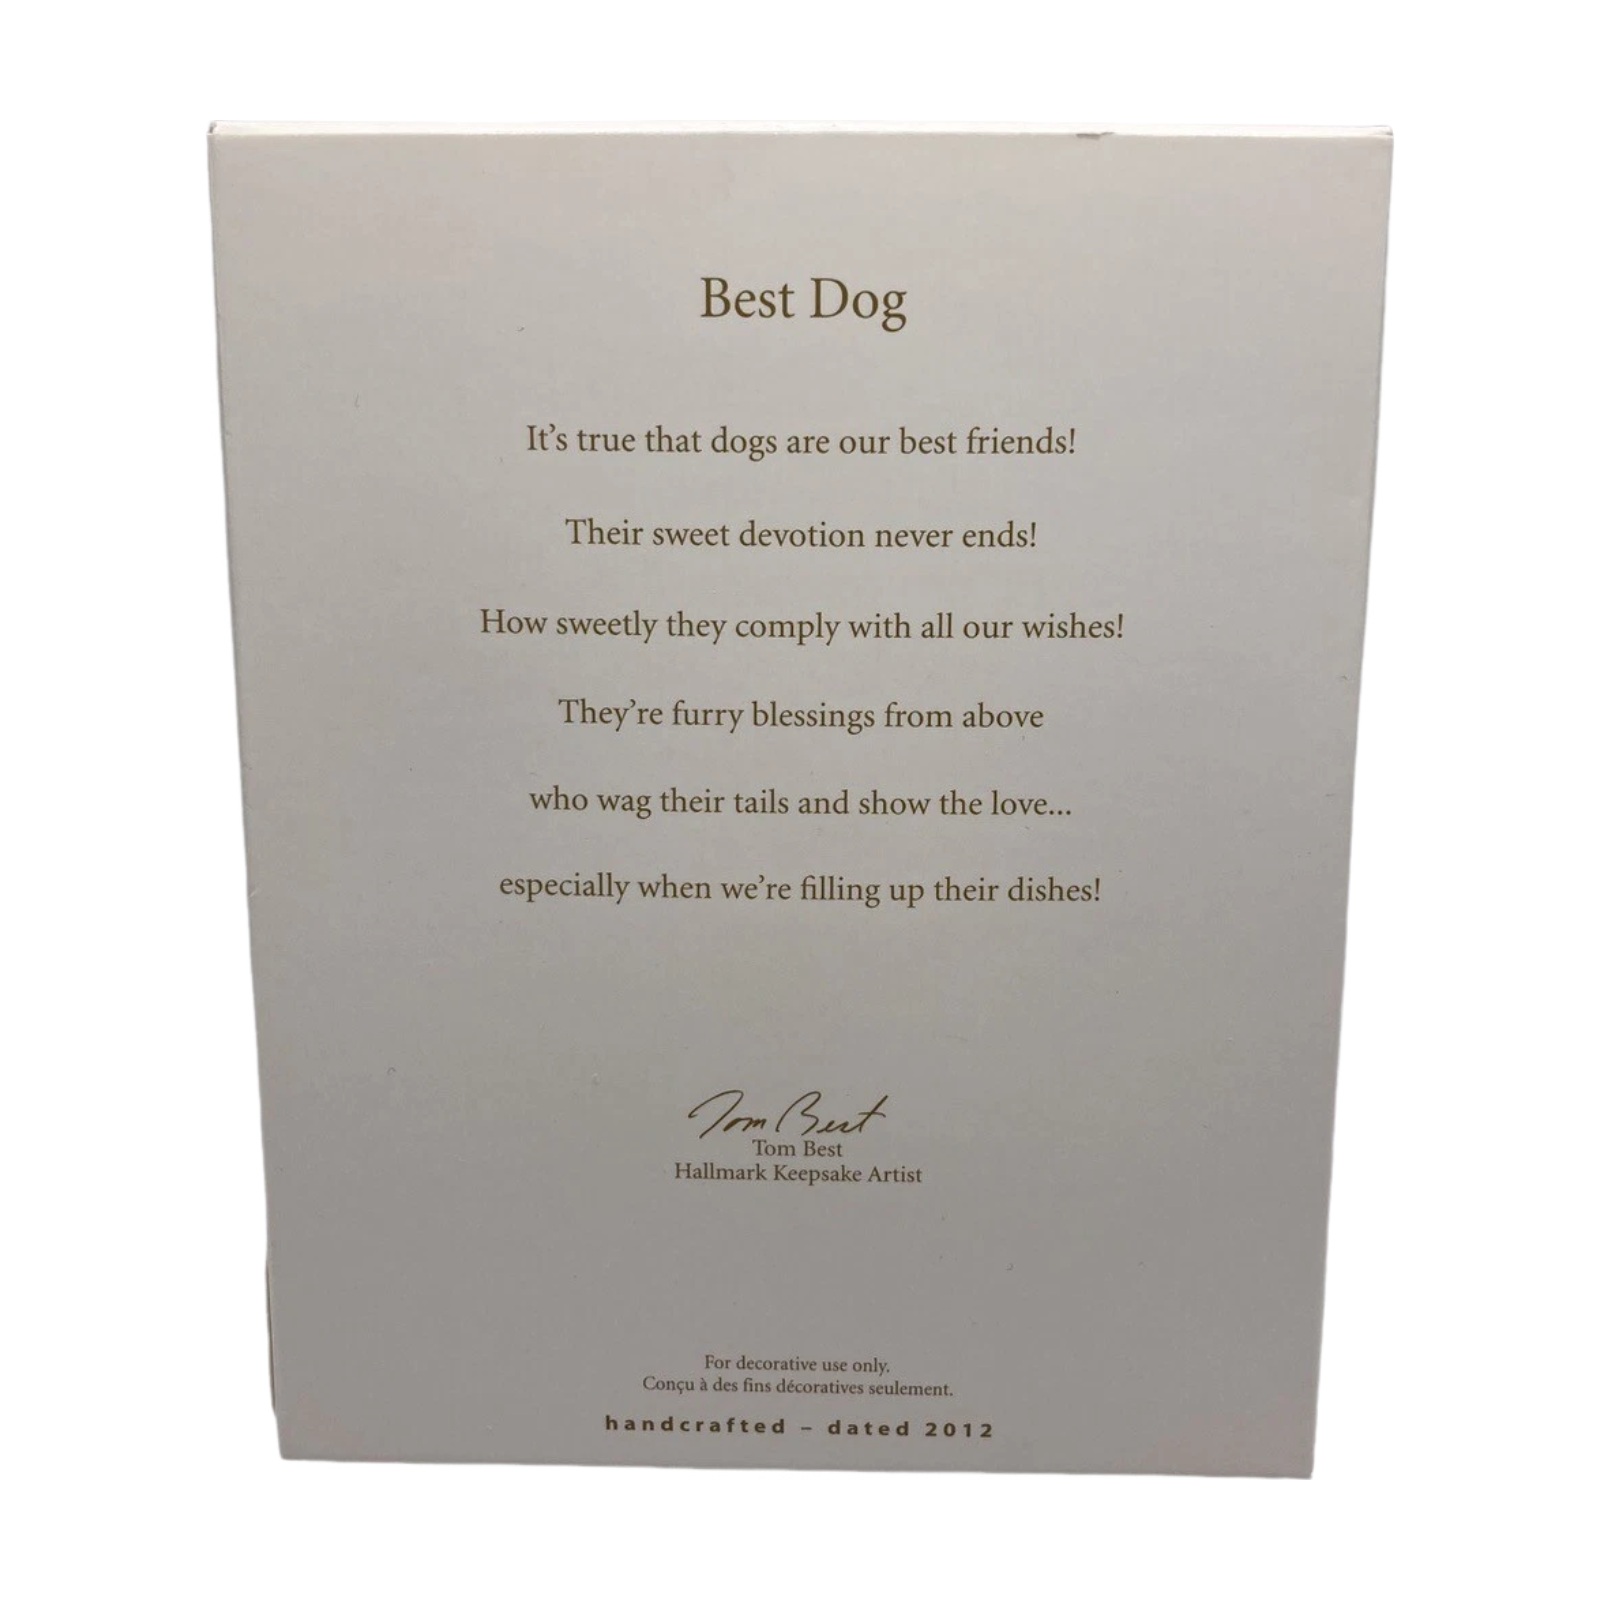 Best Dog
It’s true that dogs are our best friends!
Their sweet devotion never ends!
How sweetly they comply with all our wishes!
They’re furry blessings from above
who wag their tails and show the love...
especially when we’re filling up their dishes!
Tom Best
Tom Best
Hallmark Keepsake Artist
For decorative use only.
Conçu à des fins décoratives seulement.
handcrafted – dated 2012